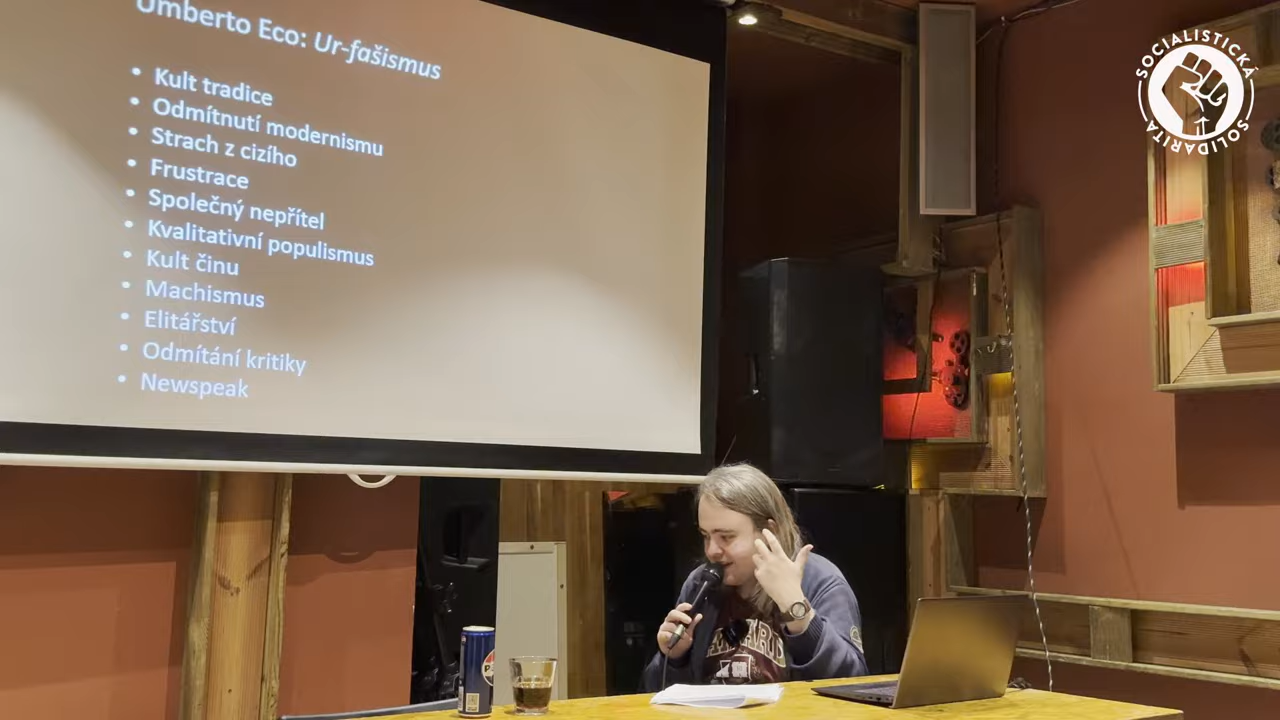 Umberto Eco: Ur-fašismus
• Kult tradice
• Odmítnutí modernismu
• Strach z cizího
• Frustrace
• Společný nepřítel
• Kvalitativní populismus
• Kult činu
• Machismus
• Elitářství
• Odmítání kritiky
• Newspeak
SOCIALISTICKÁ
SOLIDARITA